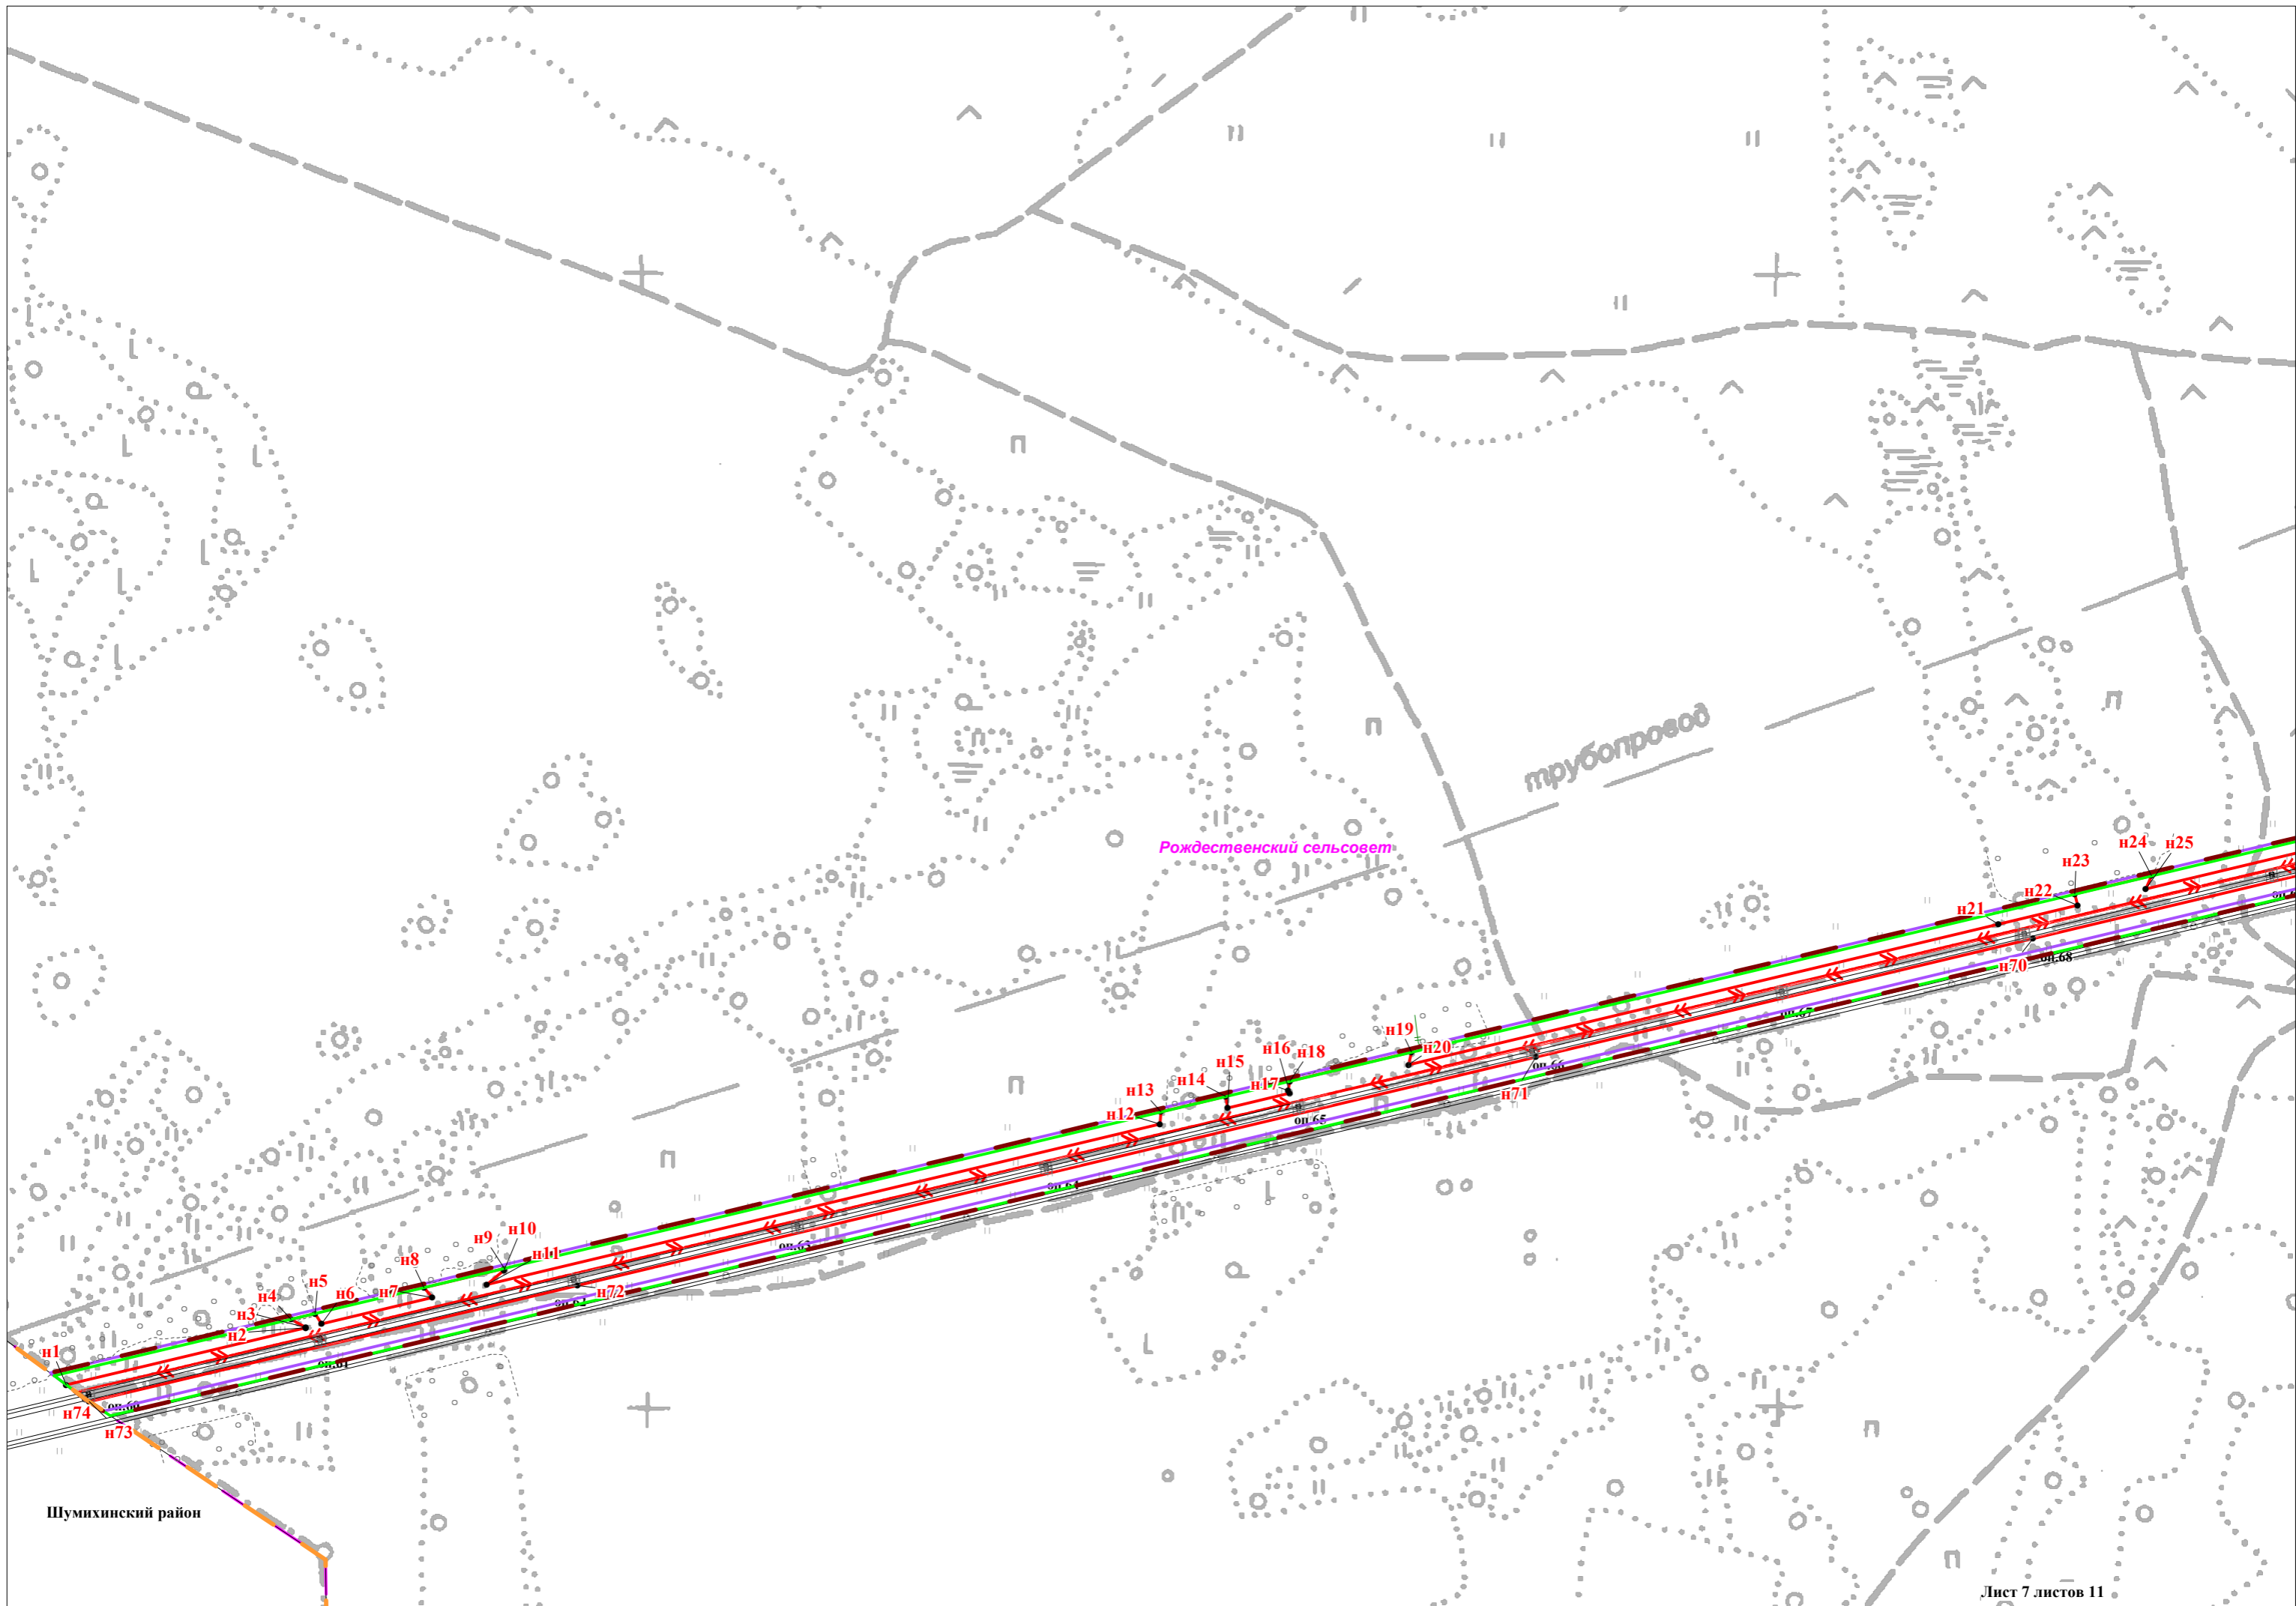 трубопровод
Рождественский сельсовет
н24
н25
н23
н22
н21
н70
оп.68
оп.67
н19
н20
оп.66
н71
н16
н18
н15
н14
н17
н13
н12
оп.65
оп.64
н10
н9
н11
оп.63
н8
н7
н72
оп.62
н5
н6
н4
н3
н2
оп.61
н1
оп.60
н74
н73
Шумихинский район
Лист 7 листов 11